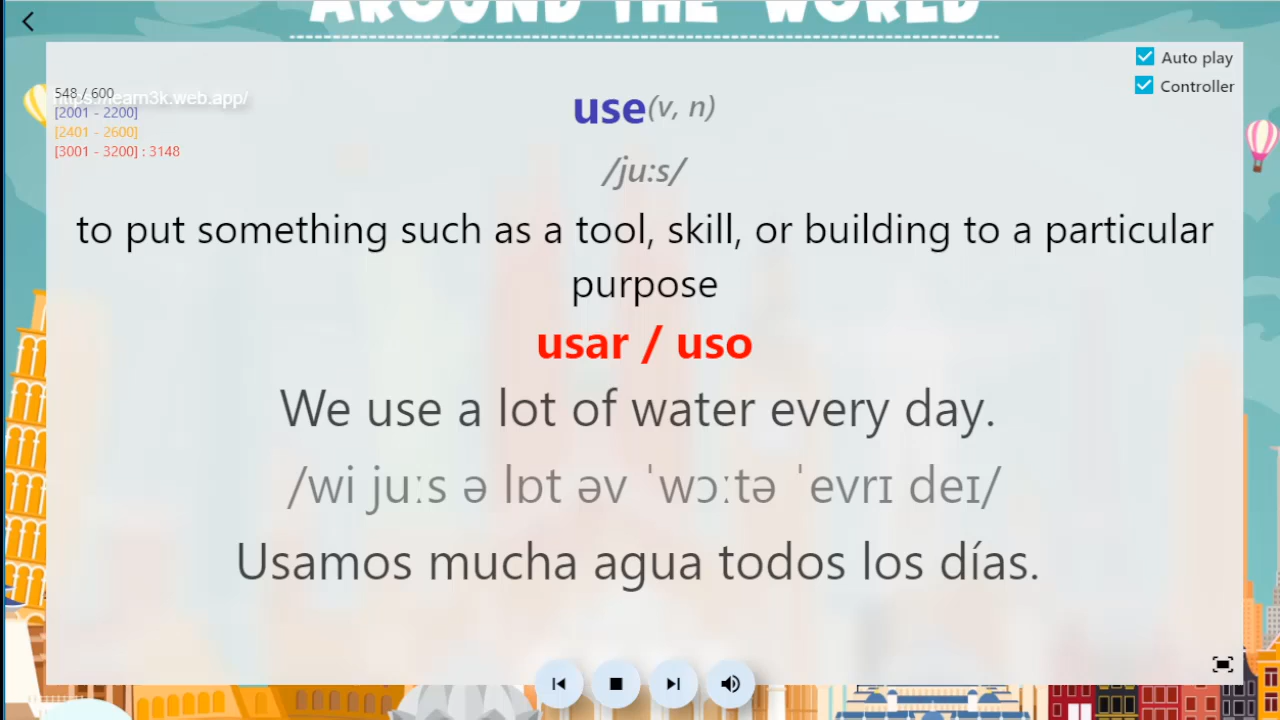 AROUND THE WORLD
Auto play
Controller
548 / 600
https://learn3k.web.app/
[2001 - 2200]
[2401 - 2600]
[3001 - 3200] : 3148
use(v, n)
/ju:s/
to put something such as a tool, skill, or building to a particular
purpose
usar / uso
We use a lot of water every day.
/wi juːs ə lɒt əv ˈwɔːtə ˈevrɪ deɪ/
Usamos mucha agua todos los días.